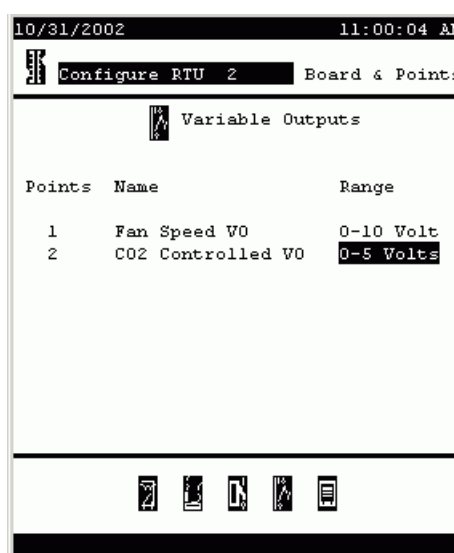 10/31/2002 11:00:04 A
Configure RTU 2 Board & Points
Variable Outputs
Points Name Range
1 Fan Speed VO 0-10 Volt
2 CO2 Controlled VO 0-5 Volts